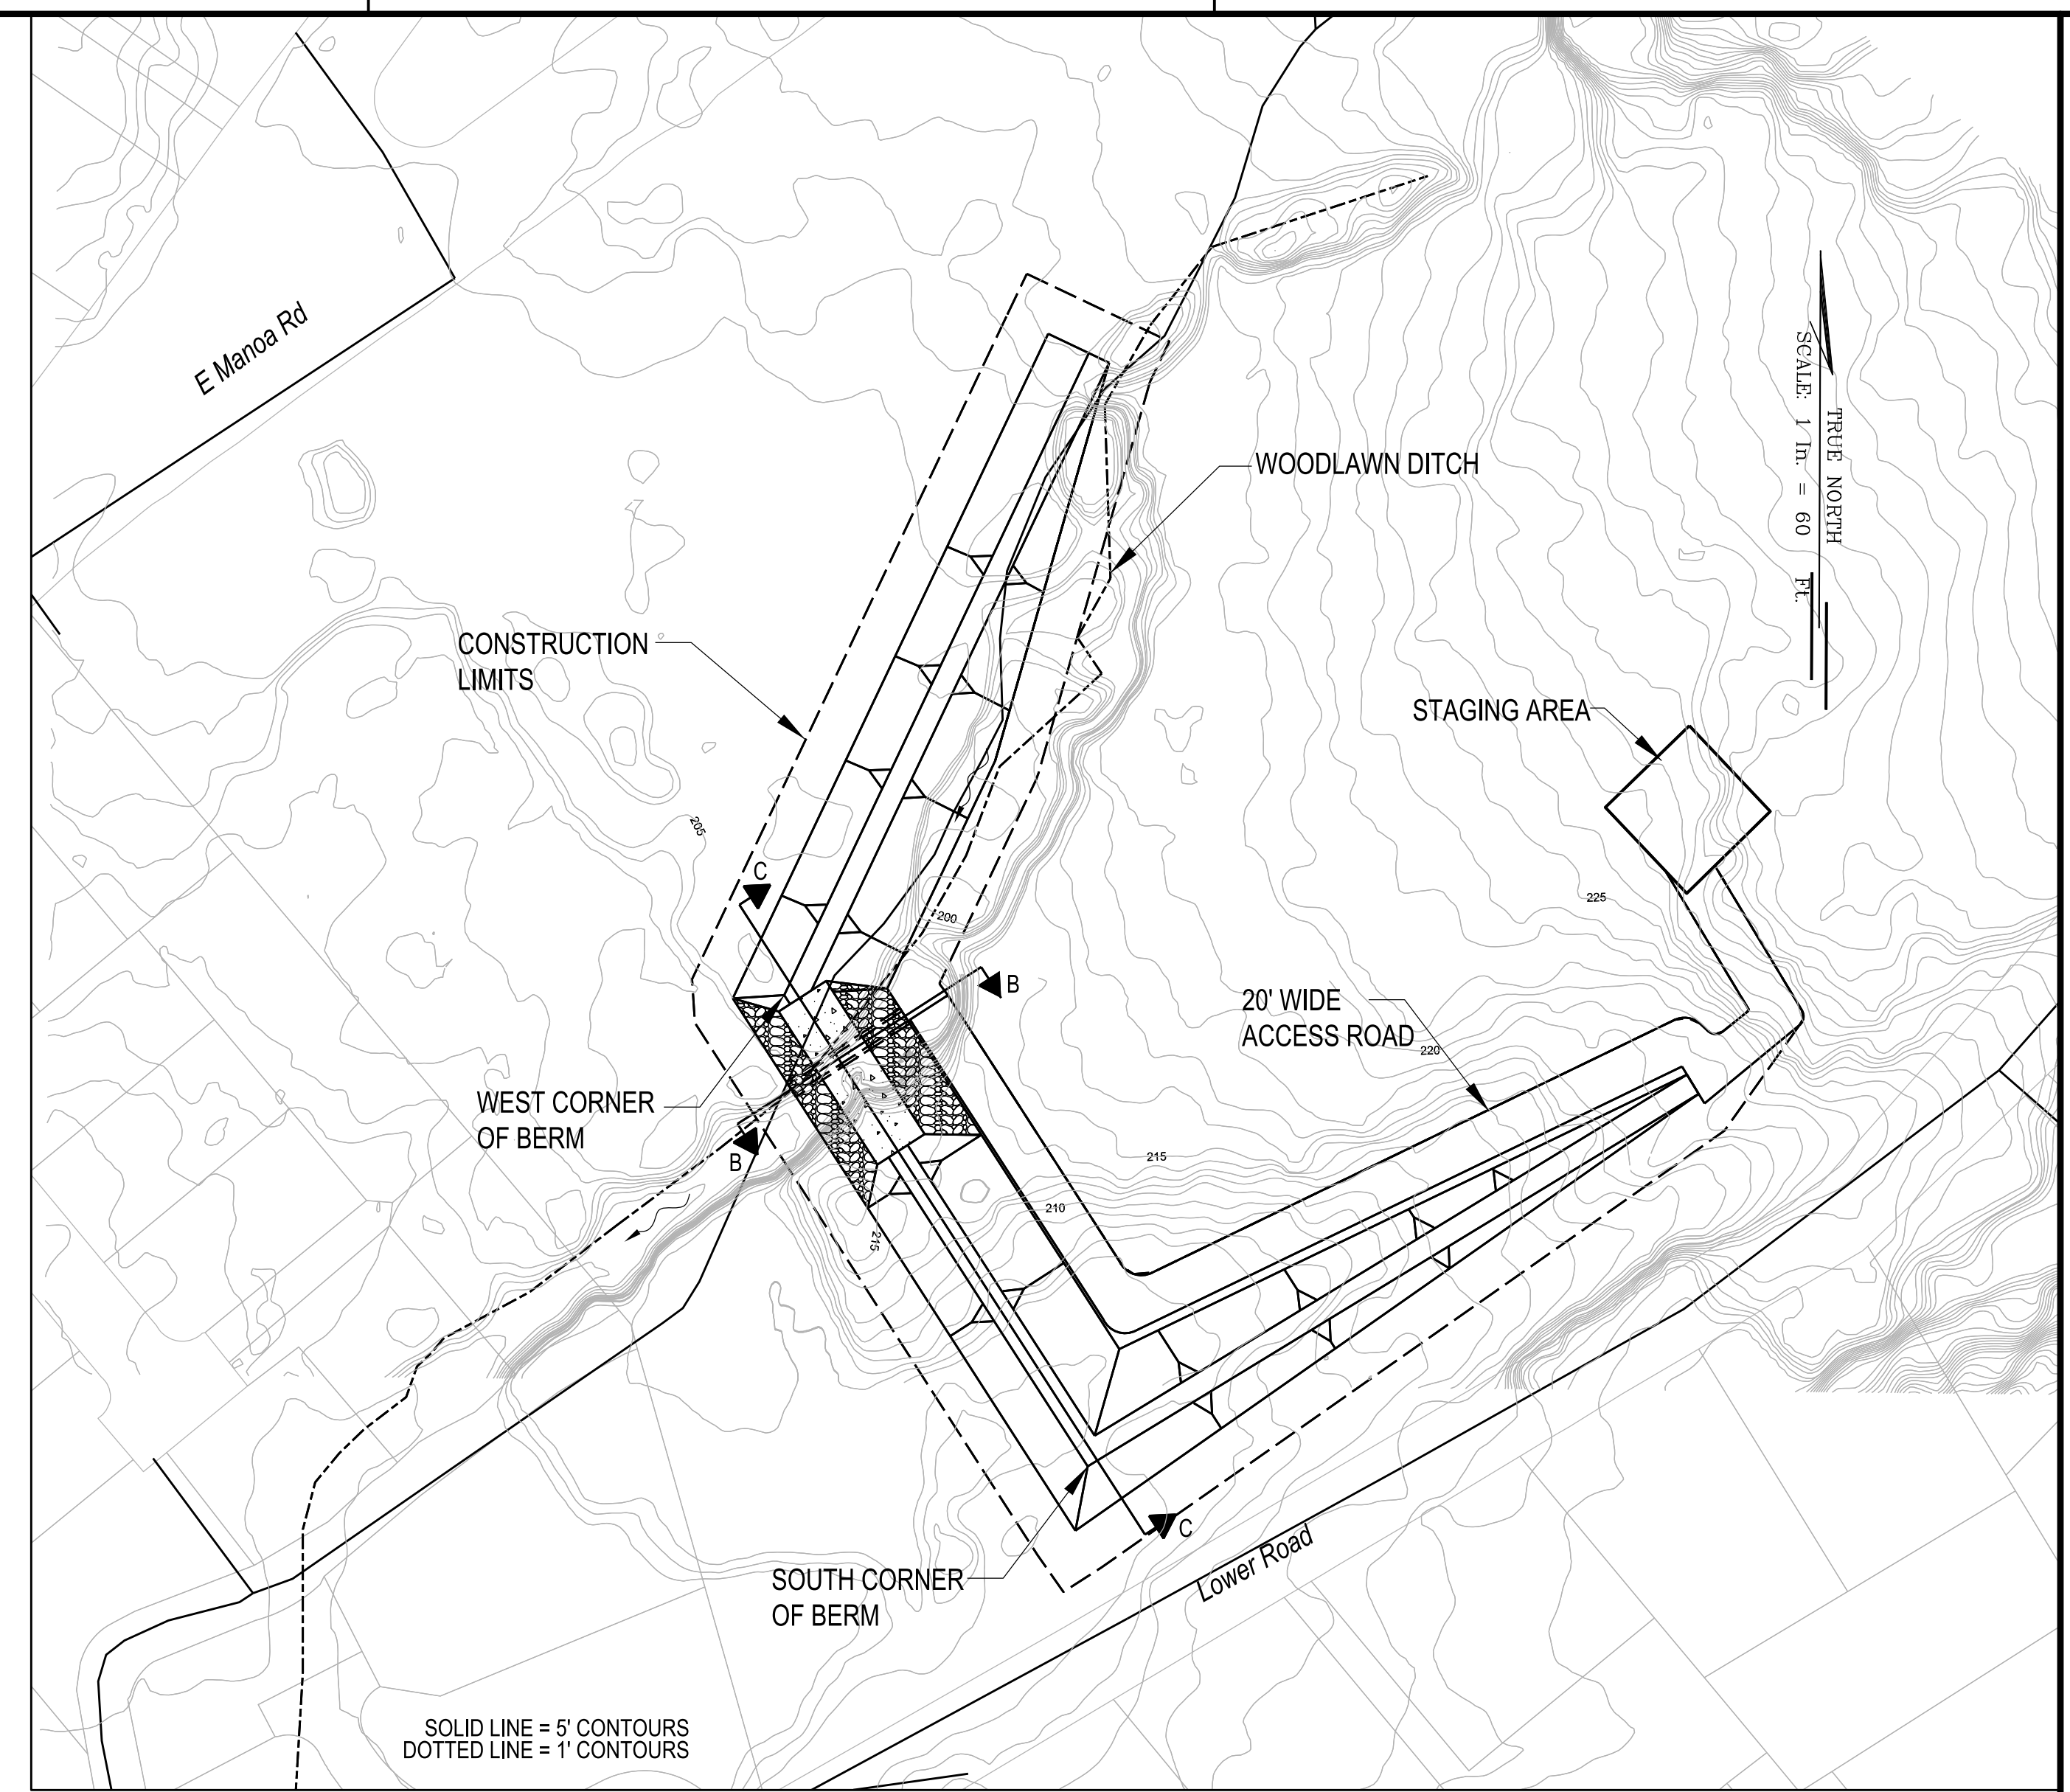 E Manoa Rd
TRUE NORTH
SCALE: 1 In. = 60 Ft.
WOODLAWN DITCH
CONSTRUCTION
LIMITS
STAGING AREA
205
C
200
225
B
20' WIDE
ACCESS ROAD
220
WEST CORNER
OF BERM
B
215
210
215
C
SOUTH CORNER
OF BERM
Lower Road
SOLID LINE = 5' CONTOURS
DOTTED LINE = 1' CONTOURS